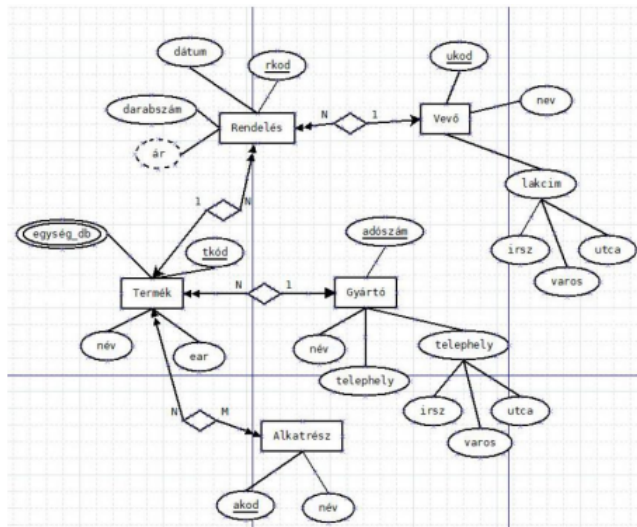 dátum
rkod
ukod
darabszám
Rendelés
N
1
Vevő
nev
ár
lakcim
1
N
egység_db
adószám
irsz
utca
tkód
varos
Termék
N
1
Gyártó
név
ear
név
telephely
telephely
irsz
utca
varos
N
M
Alkatrész
akod
név